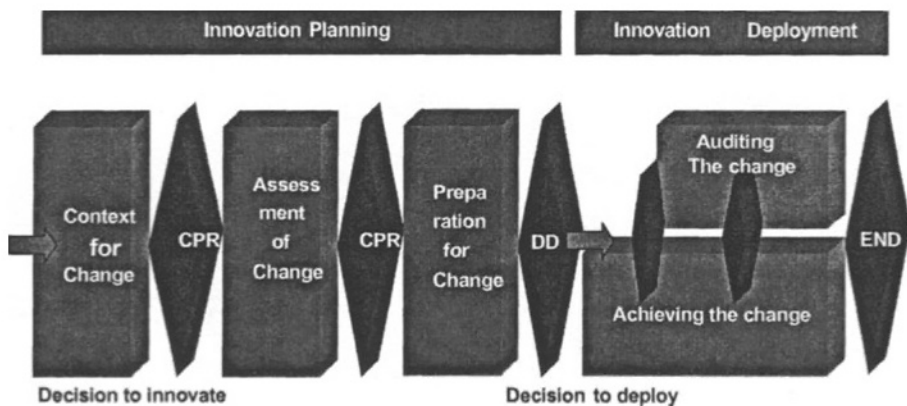 Innovation Planning
Innovation Deployment
Context
for
Change
CPR
Assess
ment
of
Change
CPR
Prepa
ration
for
Change
DD
Auditing
The change
Achieving the change
END
Decision to innovate
Decision to deploy